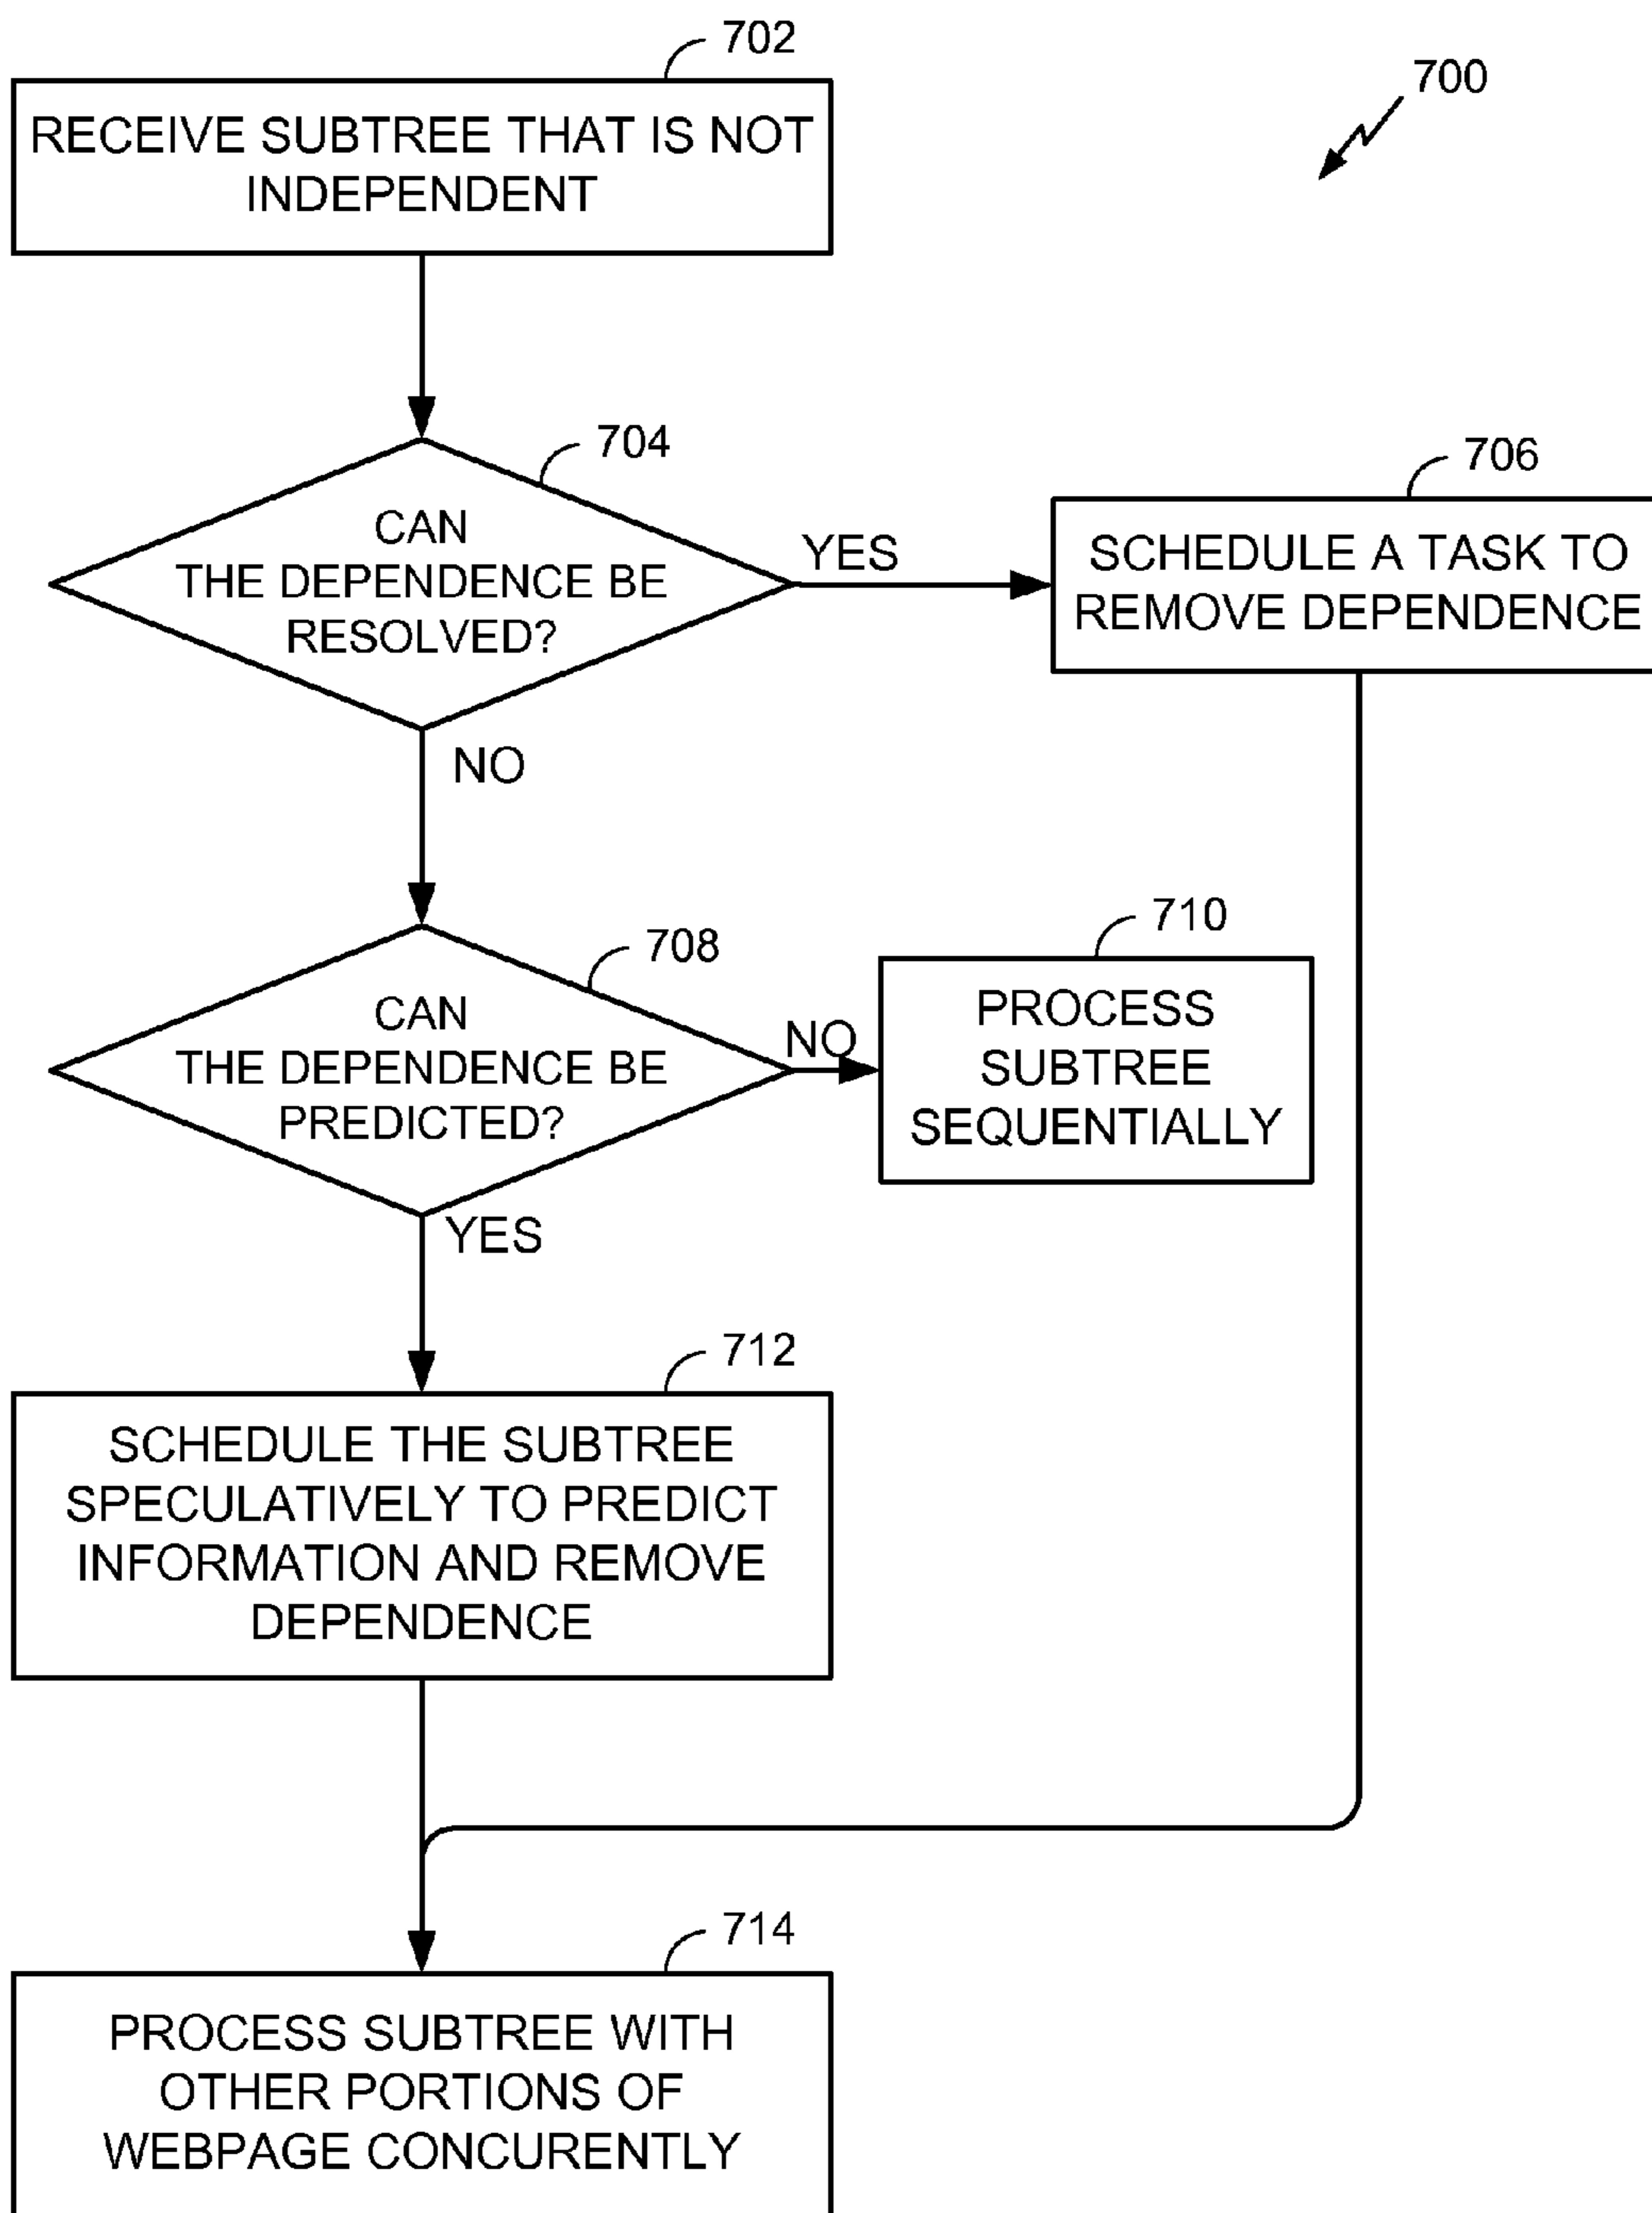 702
700
RECEIVE SUBTREE THAT IS NOT
INDEPENDENT
704
CAN
THE DEPENDENCE BE
RESOLVED?
YES
706
SCHEDULE A TASK TO
REMOVE DEPENDENCE
NO
708
CAN
THE DEPENDENCE BE
PREDICTED?
NO
710
PROCESS
SUBTREE
SEQUENTIALLY
YES
712
SCHEDULE THE SUBTREE
SPECULATIVELY TO PREDICT
INFORMATION AND REMOVE
DEPENDENCE
714
PROCESS SUBTREE WITH
OTHER PORTIONS OF
WEBPAGE CONCURENTLY